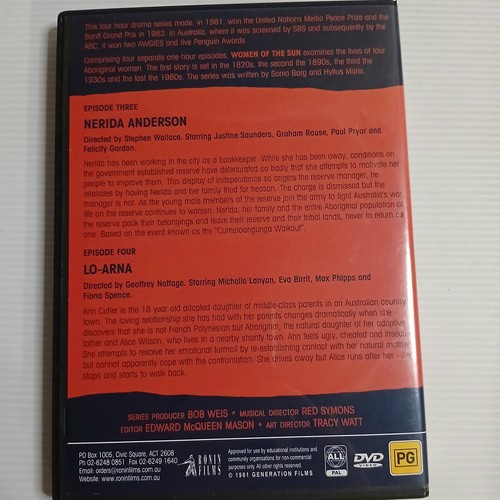 This four hour drama series made, in 1981, won the United Nations Media Peace Prize and the
Banff Grand Prix in 1983. In Australia, where it was screened by SBS and subsequently by the
ABC, it won two AWGIES and five Penguin Awards.
Comprising four separate one hour episodes, WOMEN OF THE SUN examines the lives of four
Aboriginal women. The first story is set in the 1820s, the second the 1890s, the third the
1930s and the last the 1980s. The series was written by Sonia Borg and Hyllus Maris.
EPISODE THREE
NERIDA ANDERSON
Directed by Stephen Wallace. Starring Justine Saunders, Graham Rouse, Paul Pryor and
Felicity Gordon.
Nerida has been working in the city as a bookkeeper. While she has been away, conditions on
the government established reserve have deteriorated so badly that she attempts to motivate her
people to improve them. This display of independence so angers the reserve manager, he
retaliates by having Nerida and her family tried for treason. The charge is dismissed but the
manager is not. As the young male members of the reserve join the army to fight Australia's war,
life on the reserve continues to worsen. Nerida, her family and the entire Aboriginal population of
the reserve pack their belongings and leave their reserve and their tribal lands, never to return as
one. Based on the event known as the "Cumeroongunga Walkout".
EPISODE FOUR
LO-ARNA
Directed by Geoffrey Nottage. Starring Michelle Lanyon, Eva Birrit, Max Phipps and
Fiona Spence.
Ann Cutler is the 18 year old adopted daughter of middle-class parents in an Australian country
town. The loving relationship she has had with her parents changes dramatically when she
discovers that she is not French Polynesian but Aboriginal, the natural daughter of her adoptive
father and Alice Wilson, who lives in a nearby shanty town. Ann feels ugly, cheated and insecure.
She attempts to resolve her emotional turmoil by re-establishing contact with her natural mother,
but cannot apparently cope with the confrontation. She drives away but Alice runs after her - Ann
stops and starts to walk back.
SERIES PRODUCER BOB WEIS • MUSICAL DIRECTOR RED SYMONS
EDITOR EDWARD McQUEEN MASON • ART DIRECTOR TRACY WATT
PO BOX 1005, Civic Square, ACT 2608
Ph 02-6248 0851 Fax 02-6249 1640
Email: orders@roninfilms.com.au
Website: www.roninfilms.com.au
RONIN
FILMS
Approved for use by educational institutions and
community organisations for non-commercial
purposes only. All other rights reserved.
© 1981 GENERATION FILMS
ALL
PAL
DVD
VIDEO
PG